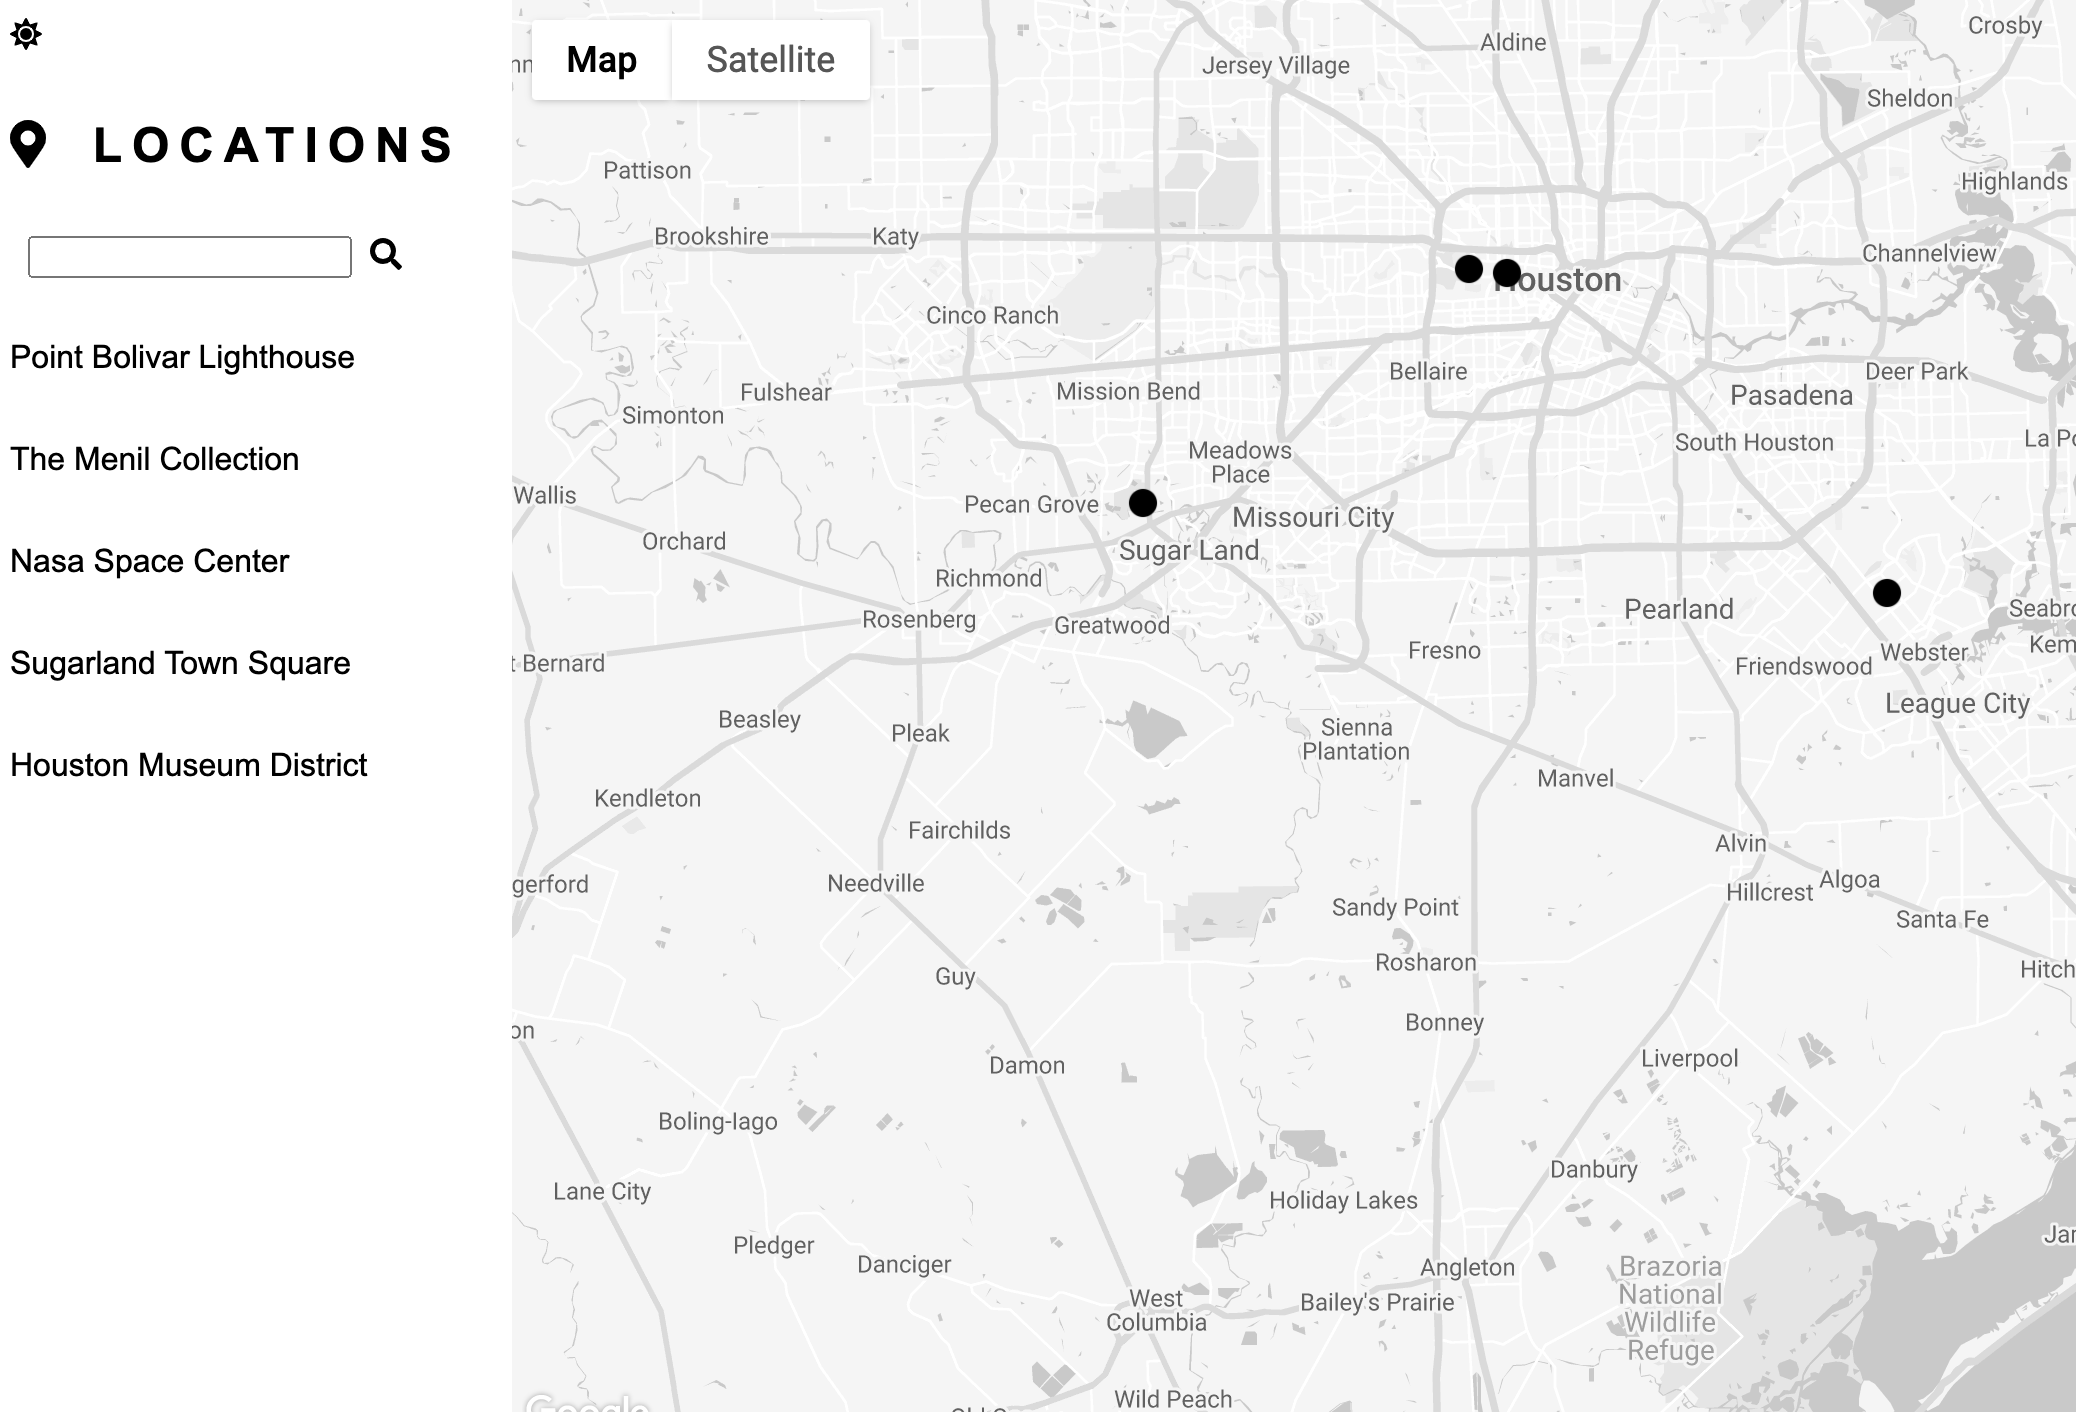 LOCATIONS
Point Bolivar Lighthouse
The Menil Collection
Nasa Space Center
Sugarland Town Square
Houston Museum District
Map
Satellite
Aldine
Crosby
Jersey Village
Sheldon
Pattison
Highlands
Brookshire
Katy
Channelview
Houston
Cinco Ranch
Bellaire
Deer Park
Mission Bend
Fulshear
Pasadena
Simonton
South Houston
La Po
Meadows
Place
Wallis
Pecan Grove
Missouri City
Orchard
Sugar Land
Richmond
Rosenberg
Pearland
Seabro
Greatwood
Fresno
Webster
Kem
t Bernard
Friendswood
League City
Beasley
Pleak
Sienna
Plantation
Manvel
Kendleton
Fairchilds
Alvin
gerford
Needville
Hillcrest
Algoa
Sandy Point
Santa Fe
Rosharon
Hitch
Guy
Bonney
on
Damon
Liverpool
Boling-Iago
Danbury
Lane City
Holiday Lakes
Jar
Pledger
Danciger
Angleton
Brazoria
National
Wildlife
Refuge
West
Columbia
Bailey's Prairie
Wild Peach
Google